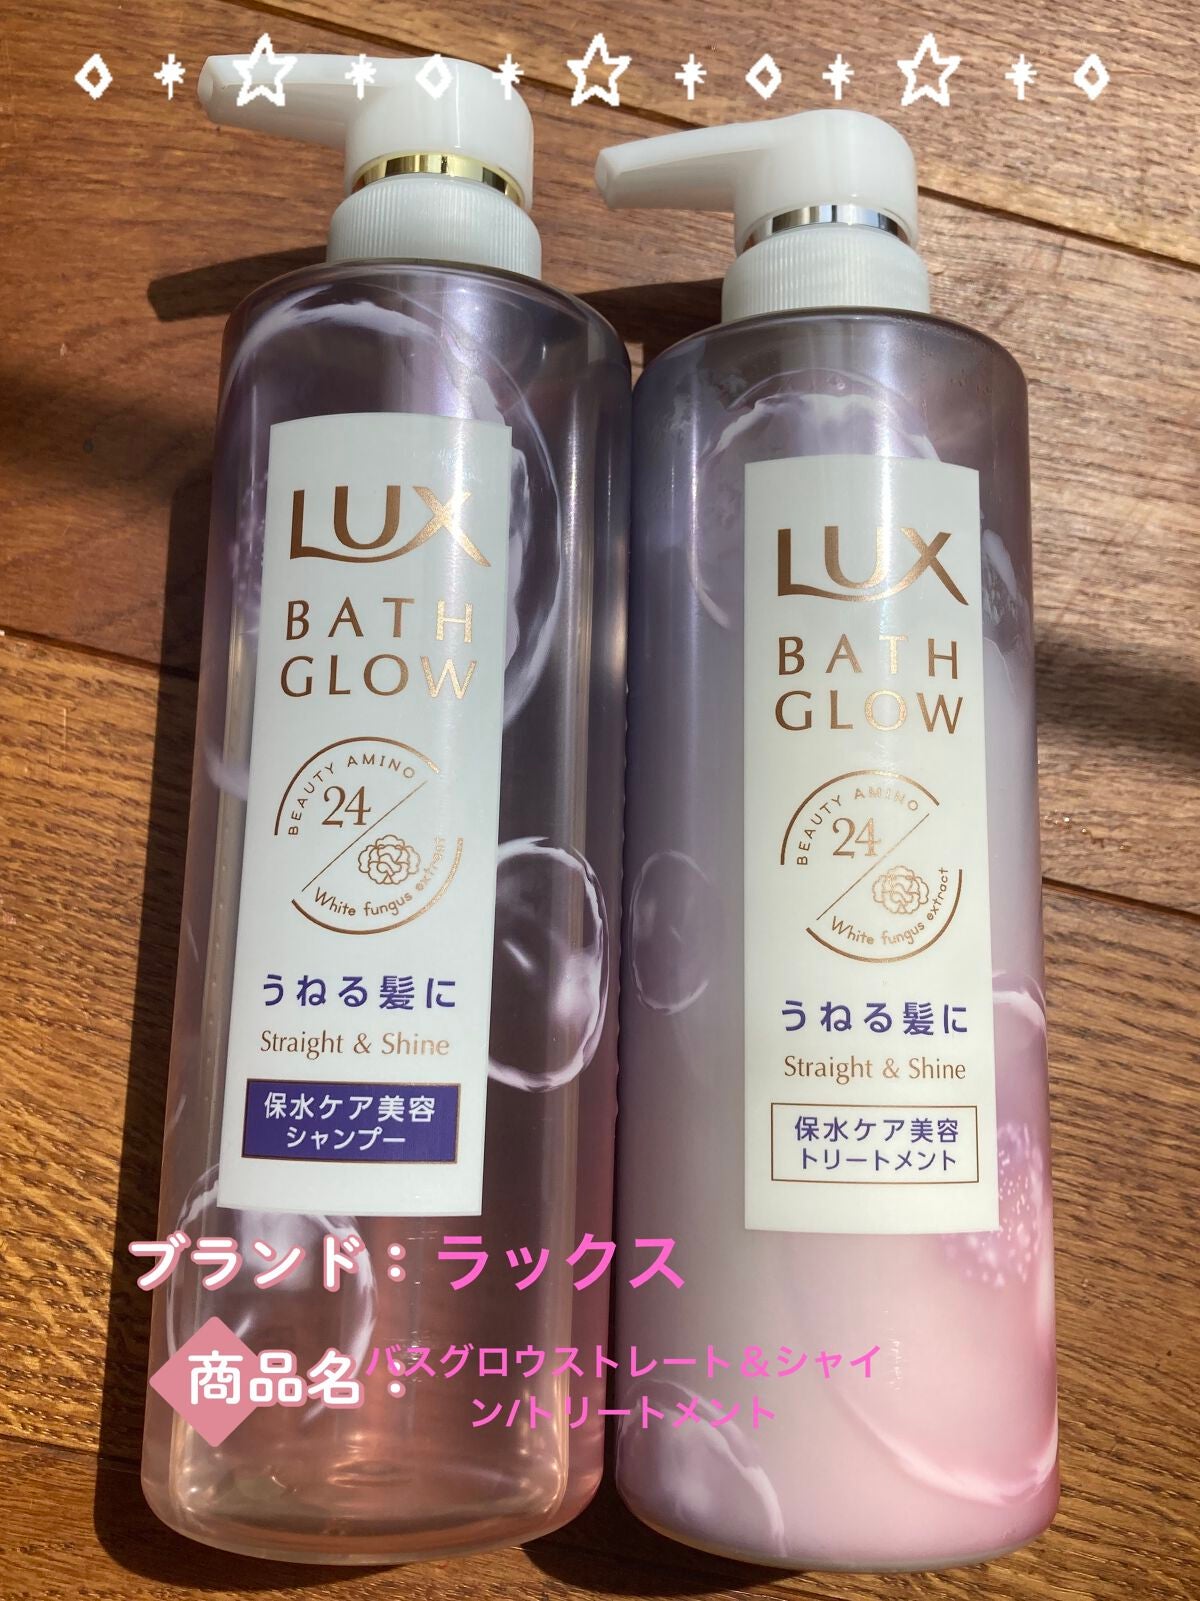 LUX
BATH
GLOW
BEAUTY AMINO
24
White fungus extract
うねる髪に
Straight & Shine
保水ケア美容
シャンプー
LUX
BATH
GLOW
BEAUTY AMINO
24
White fungus extract
うねる髪に
Straight & Shine
保水ケア美容
トリートメント
ブランド：ラックス
商品名：バスグロウストレート＆シャイ
ン/トリートメント